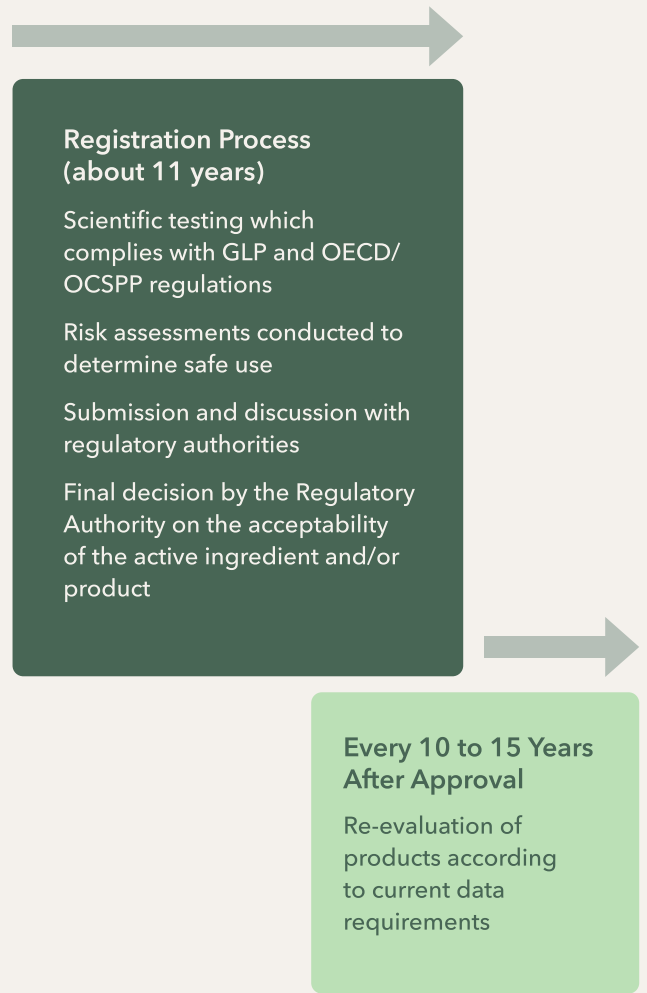 Registration Process
(about 11 years)
Scientific testing which
complies with GLP and OECD/
OCSPP regulations
Risk assessments conducted to
determine safe use
Submission and discussion with
regulatory authorities
Final decision by the Regulatory
Authority on the acceptability
of the active ingredient and/or
product
Every 10 to 15 Years
After Approval
Re-evaluation of
products according
to current data
requirements